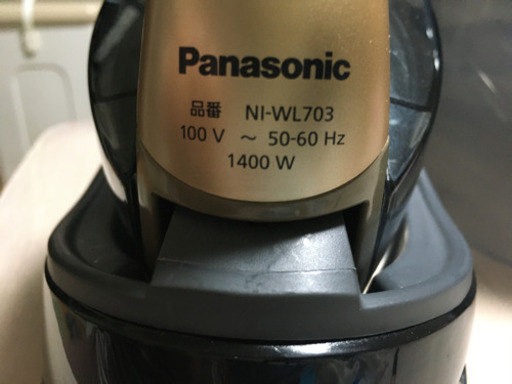 Panasonic
品番 NI-WL703
100 V ~ 50-60 Hz
1400 W